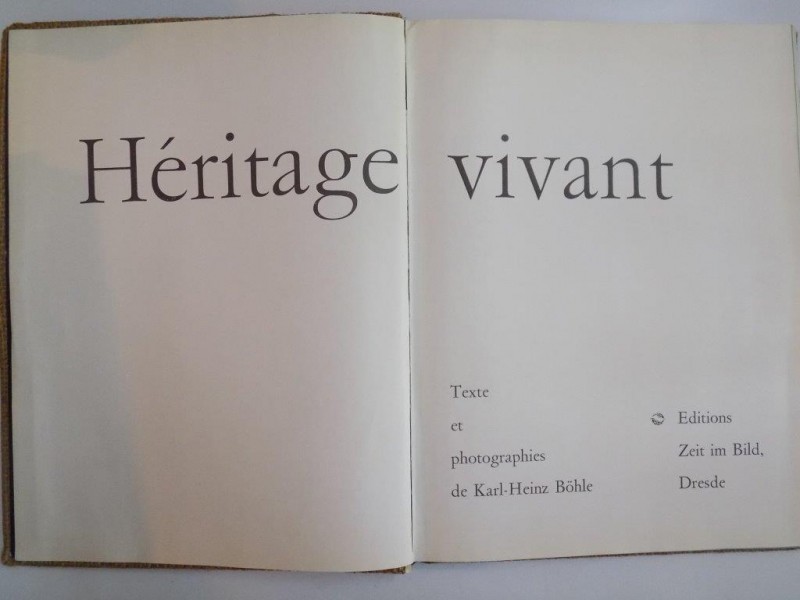 Héritage vivant
Texte
et
photographies
de Karl-Heinz Böhle
Editions
Zeit im Bild,
Dresde